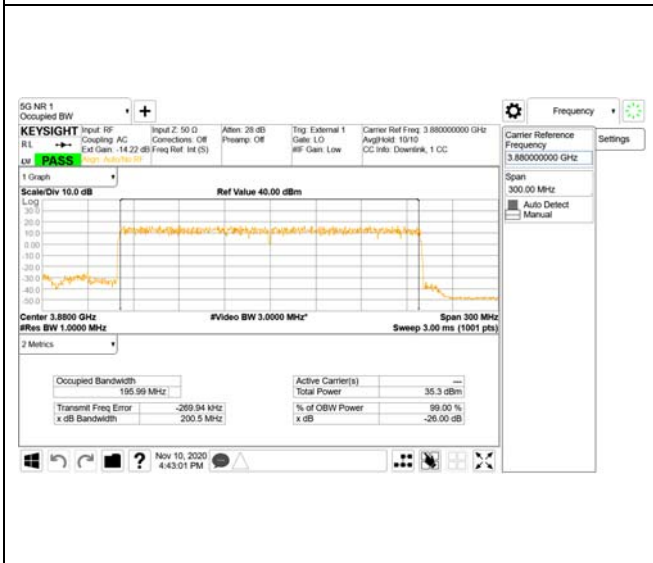 5G NR 1
Occupied BW
Frequency
KEYSIGHT Input: RF Input Z: 50 Ω Atten: 28 dB Trig: External 1 Carrier Ref Freq: 3.880000000 GHz
RL Coupling: AC Corrections: Off Preamp: Off Gate: LO Avg|Hold: 10/10
Ext Gain: -14.22 dB Freq Ref: Int (S) #IF Gain: Low CC Info: Downlink, 1 CC
PASS Align: Auto/No RF
Carrier Reference
Frequency
3.880000000 GHz
Settings
Span
300.00 MHz
Auto Detect
Manual
1 Graph
Scale/Div 10.0 dB Ref Value 40.00 dBm
Log
30.0
20.0
10.0
0.00
-10.0
-20.0
-30.0
-40.0
-50.0
Center 3.8800 GHz #Video BW 3.0000 MHz* Span 300 MHz
#Res BW 1.0000 MHz Sweep 3.00 ms (1001 pts)
2 Metrics
Occupied Bandwidth
195.99 MHz
Active Carrier(s) ---
Total Power 35.3 dBm
Transmit Freq Error -269.94 kHz
x dB Bandwidth 200.5 MHz
% of OBW Power 99.00 %
x dB -26.00 dB
Nov 10, 2020
4:43:01 PM